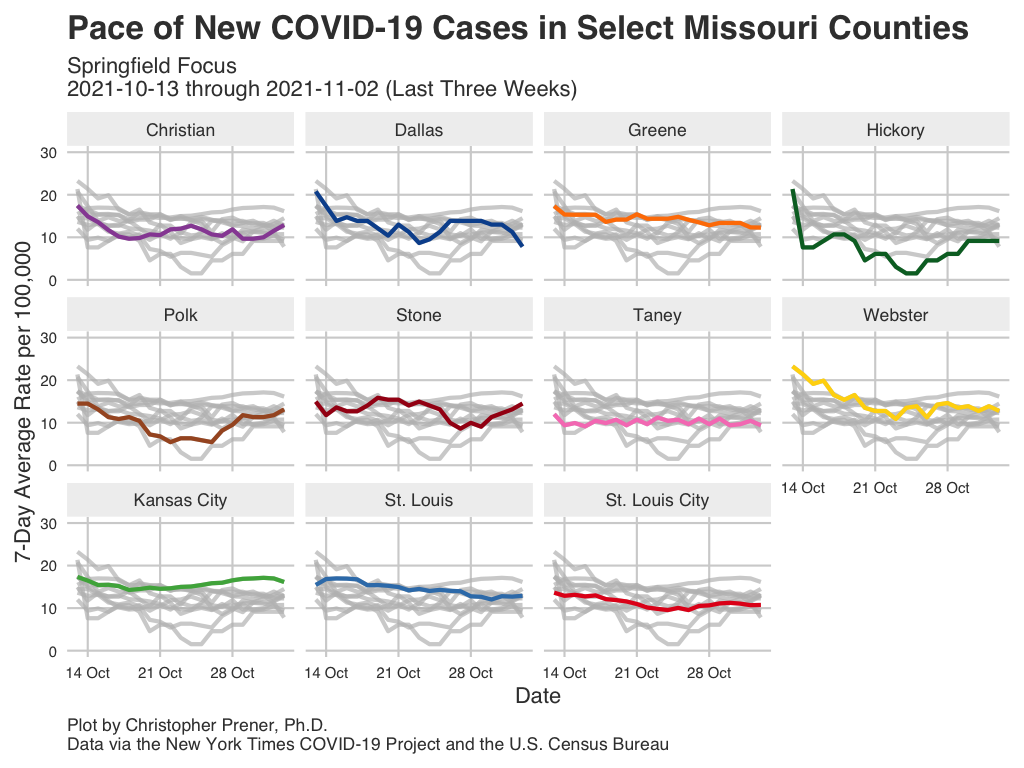 Pace of New COVID-19 Cases in Select Missouri Counties
Springfield Focus
2021-10-13 through 2021-11-02 (Last Three Weeks)
Christian
Dallas
Greene
Hickory
30
20
10
0
Polk
Stone
Taney
Webster
30
20
10
0
14 Oct
21 Oct
28 Oct
Kansas City
St. Louis
St. Louis City
30
20
10
0
14 Oct
21 Oct
28 Oct
14 Oct
21 Oct
28 Oct
14 Oct
21 Oct
28 Oct
7-Day Average Rate per 100,000
Date
Plot by Christopher Prener, Ph.D.
Data via the New York Times COVID-19 Project and the U.S. Census Bureau